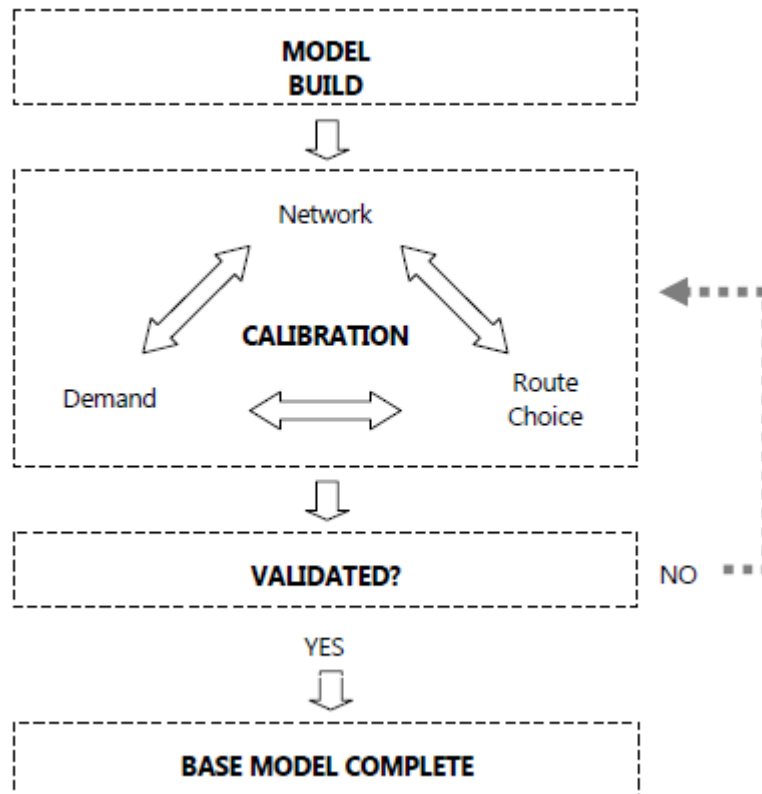 MODEL
BUILD
Network
CALIBRATION
Demand
Route
Choice
VALIDATED?
NO
YES
BASE MODEL COMPLETE